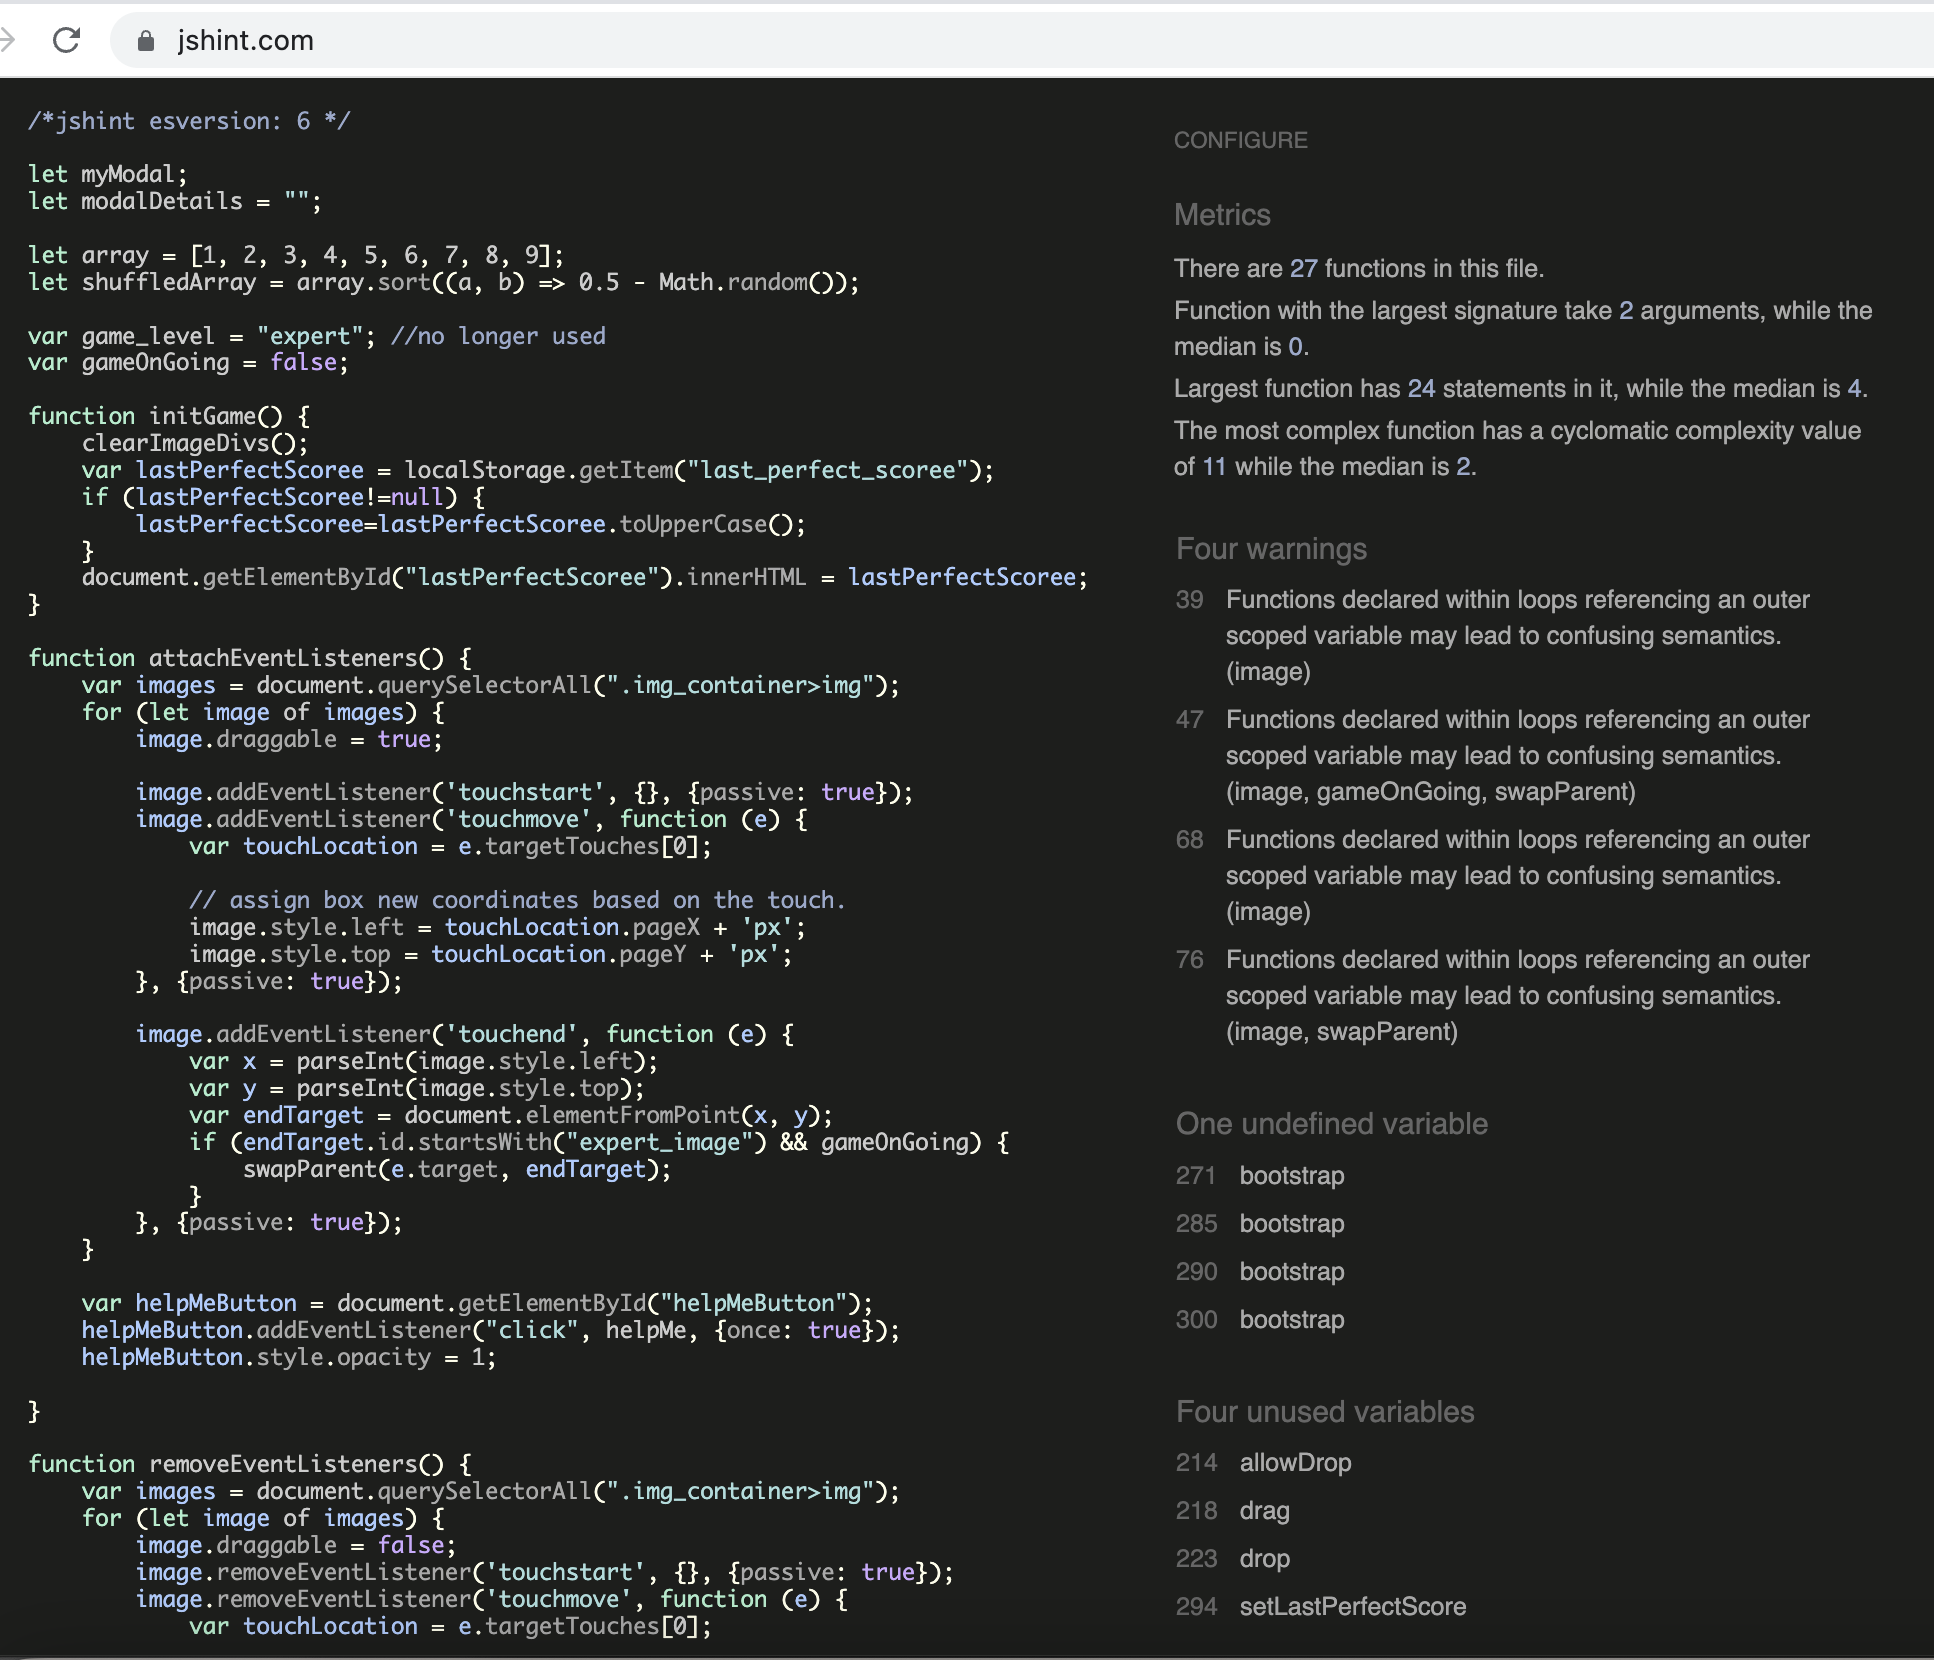 jshint.com
/*jshint esversion: 6 */
let myModal;
let modalDetails = "";
let array = [1, 2, 3, 4, 5, 6, 7, 8, 9];
let shuffledArray = array.sort((a, b) => 0.5 - Math.random());
var game_level = "expert"; //no longer used
var gameOnGoing = false;
function initGame() {
    clearImageDivs();
    var lastPerfectScoree = localStorage.getItem("last_perfect_scoree");
    if (lastPerfectScoree!=null) {
        lastPerfectScoree=lastPerfectScoree.toUpperCase();
    }
    document.getElementById("lastPerfectScoree").innerHTML = lastPerfectScoree;
}
function attachEventListeners() {
    var images = document.querySelectorAll(".img_container>img");
    for (let image of images) {
        image.draggable = true;
        image.addEventListener('touchstart', {}, {passive: true});
        image.addEventListener('touchmove', function (e) {
            var touchLocation = e.targetTouches[0];
            // assign box new coordinates based on the touch.
            image.style.left = touchLocation.pageX + 'px';
            image.style.top = touchLocation.pageY + 'px';
        }, {passive: true});
        image.addEventListener('touchend', function (e) {
            var x = parseInt(image.style.left);
            var y = parseInt(image.style.top);
            var endTarget = document.elementFromPoint(x, y);
            if (endTarget.id.startsWith("expert_image") && gameOnGoing) {
                swapParent(e.target, endTarget);
            }
        }, {passive: true});
    }
    var helpMeButton = document.getElementById("helpMeButton");
    helpMeButton.addEventListener("click", helpMe, {once: true});
    helpMeButton.style.opacity = 1;
}
function removeEventListeners() {
    var images = document.querySelectorAll(".img_container>img");
    for (let image of images) {
        image.draggable = false;
        image.removeEventListener('touchstart', {}, {passive: true});
        image.removeEventListener('touchmove', function (e) {
            var touchLocation = e.targetTouches[0];
CONFIGURE
Metrics
There are 27 functions in this file.
Function with the largest signature take 2 arguments, while the
median is 0.
Largest function has 24 statements in it, while the median is 4.
The most complex function has a cyclomatic complexity value
of 11 while the median is 2.
Four warnings
39 Functions declared within loops referencing an outer
scoped variable may lead to confusing semantics.
(image)
47 Functions declared within loops referencing an outer
scoped variable may lead to confusing semantics.
(image, gameOnGoing, swapParent)
68 Functions declared within loops referencing an outer
scoped variable may lead to confusing semantics.
(image)
76 Functions declared within loops referencing an outer
scoped variable may lead to confusing semantics.
(image, swapParent)
One undefined variable
271 bootstrap
285 bootstrap
290 bootstrap
300 bootstrap
Four unused variables
214 allowDrop
218 drag
223 drop
294 setLastPerfectScore